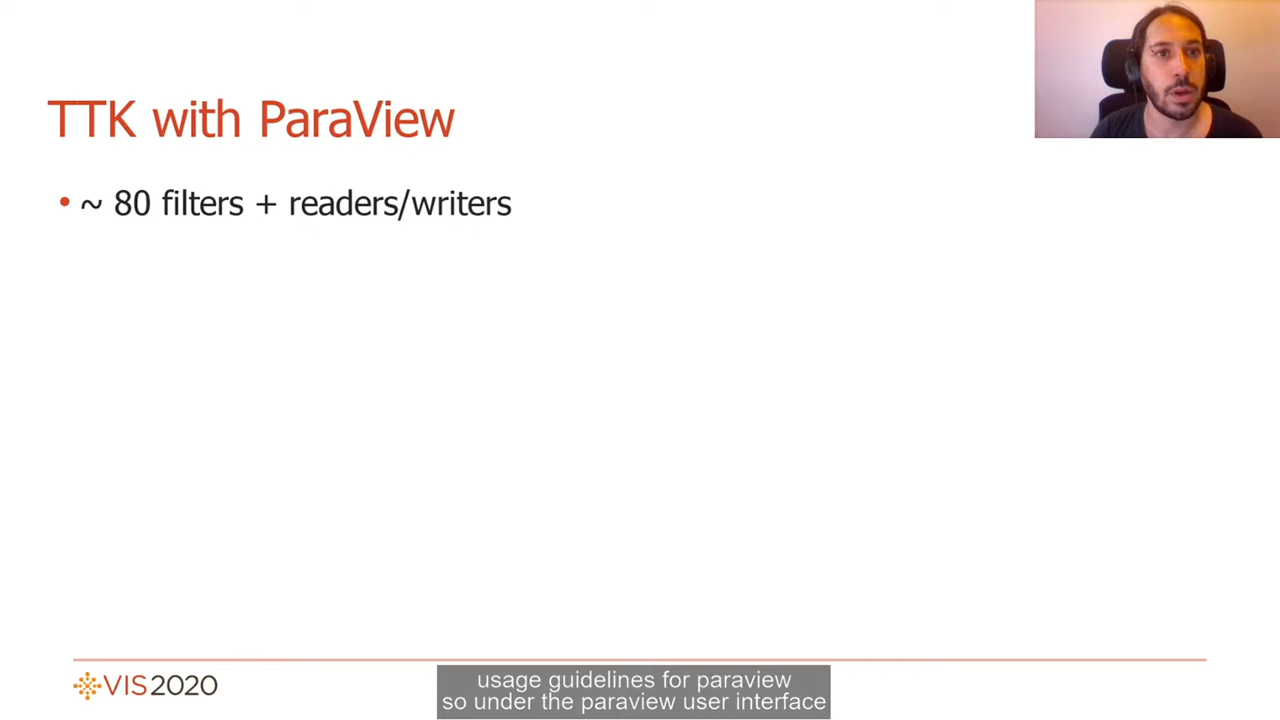 TTK with ParaView
• ~ 80 filters + readers/writers
VIS2020
usage guidelines for paraview
so under the paraview user interface